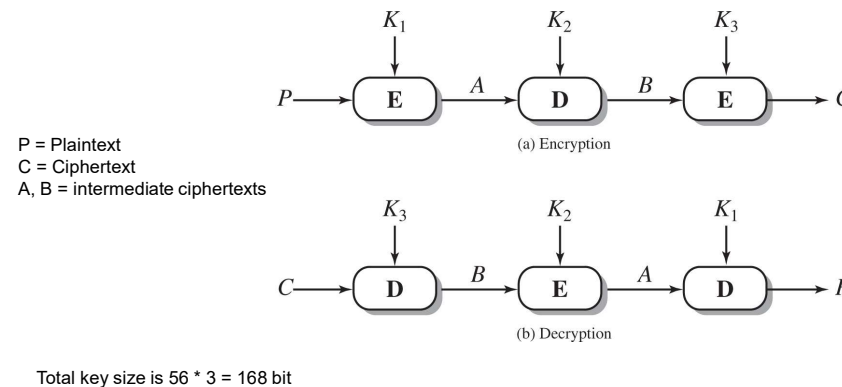 K1 K2 K3
P E A D B E
(a) Encryption
P = Plaintext
C = Ciphertext
A, B = intermediate ciphertexts
K3 K2 K1
C D B E A D
(b) Decryption
Total key size is 56 * 3 = 168 bit